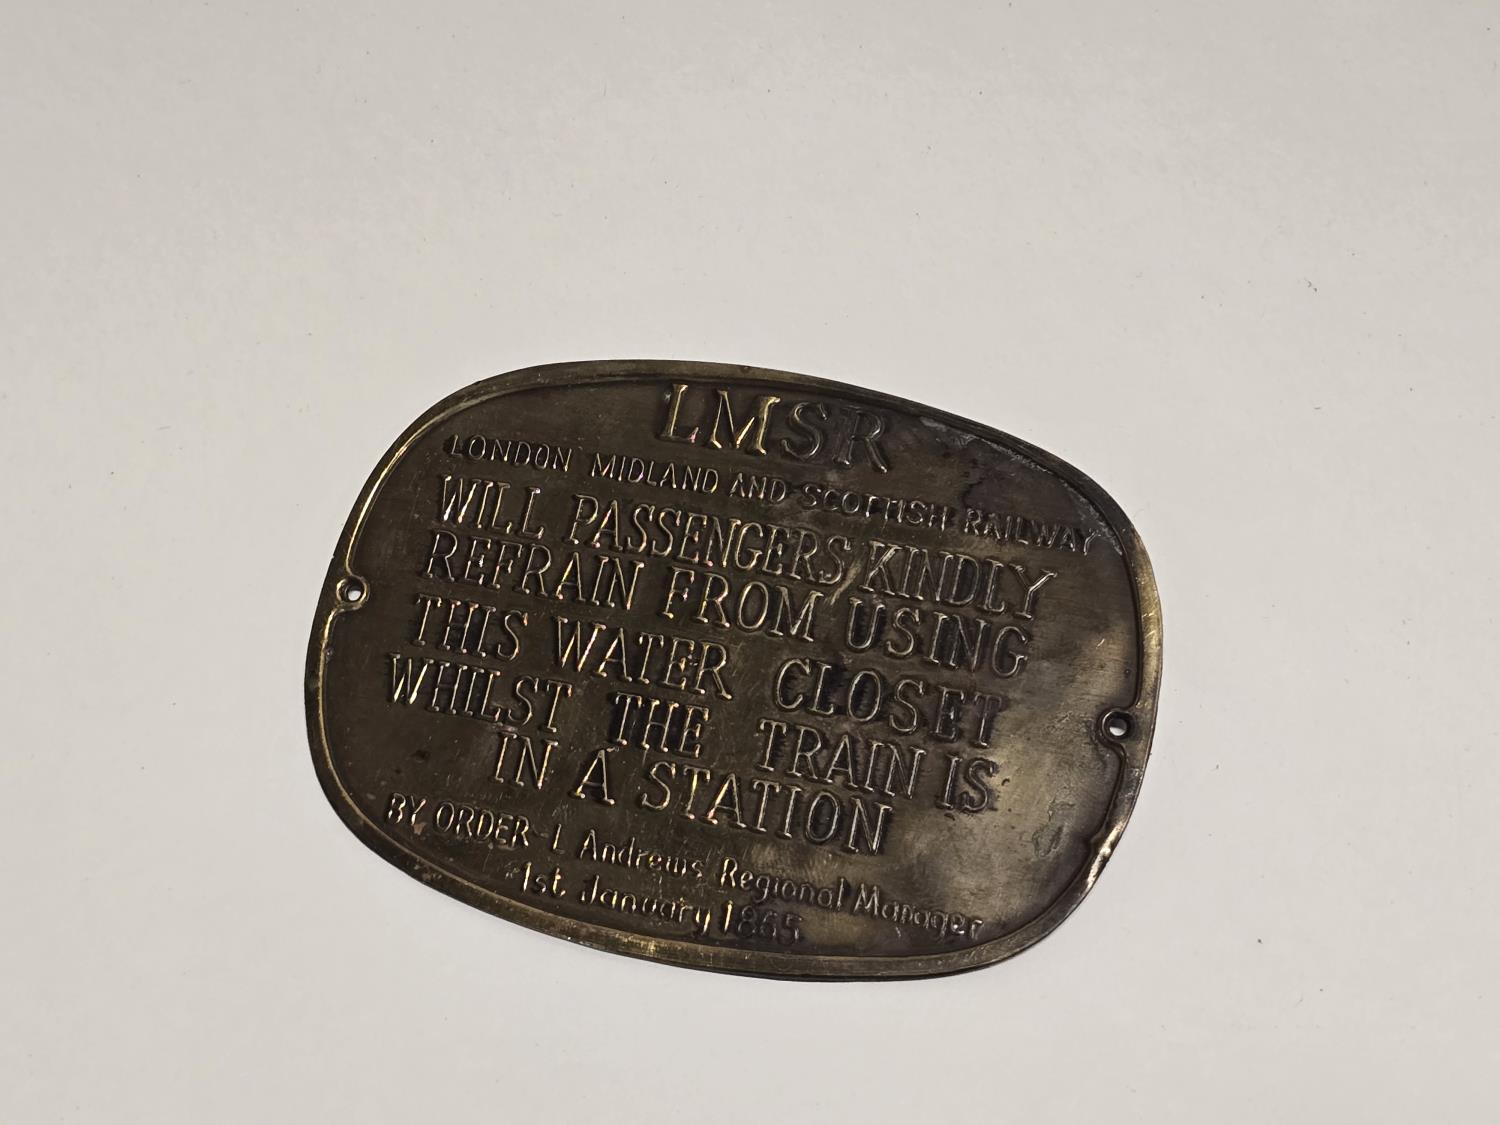 LMSR
LONDON MIDLAND AND SCOTTISH RAILWAY
WILL PASSENGERS KINDLY
REFRAIN FROM USING
THIS WATER CLOSET
WHILST THE TRAIN IS
IN A STATION
BY ORDER - L Andrews Regional Manager
1st January 1865